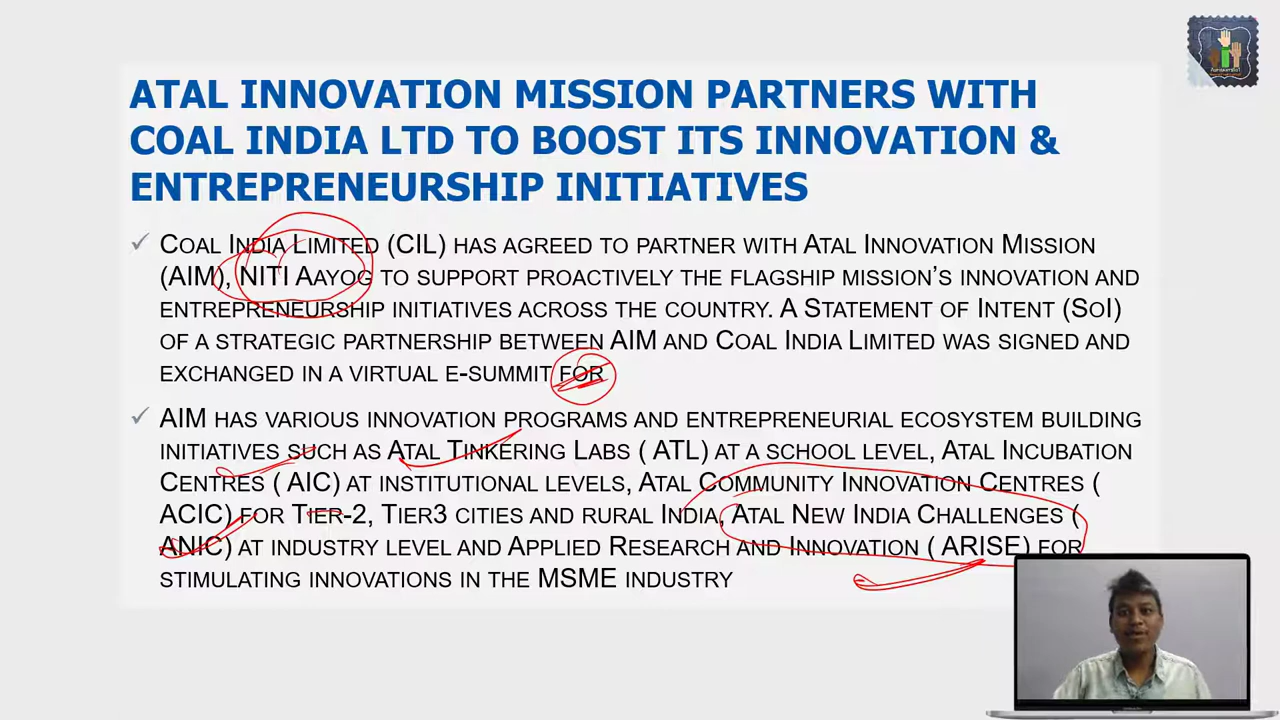 ATAL INNOVATION MISSION PARTNERS WITH
COAL INDIA LTD TO BOOST ITS INNOVATION &
ENTREPRENEURSHIP INITIATIVES
COAL INDIA LIMITED (CIL) HAS AGREED TO PARTNER WITH ATAL INNOVATION MISSION
(AIM), NITI AAYOG TO SUPPORT PROACTIVELY THE FLAGSHIP MISSION'S INNOVATION AND
ENTREPRENEURSHIP INITIATIVES ACROSS THE COUNTRY. A STATEMENT OF INTENT (SOI)
OF A STRATEGIC PARTNERSHIP BETWEEN AIM AND COAL INDIA LIMITED WAS SIGNED AND
EXCHANGED IN A VIRTUAL E-SUMMIT FOR
AIM HAS VARIOUS INNOVATION PROGRAMS AND ENTREPRENEURIAL ECOSYSTEM BUILDING
INITIATIVES SUCH AS ATAL TINKERING LABS ( ATL) AT A SCHOOL LEVEL, ATAL INCUBATION
CENTRES ( AIC) AT INSTITUTIONAL LEVELS, ATAL COMMUNITY INNOVATION CENTRES (
ACIC) FOR TIER-2, TIER3 CITIES AND RURAL INDIA, ATAL NEW INDIA CHALLENGES (
ANIC) AT INDUSTRY LEVEL AND APPLIED RESEARCH AND INNOVATION ( ARISE) FOR
STIMULATING INNOVATIONS IN THE MSME INDUSTRY